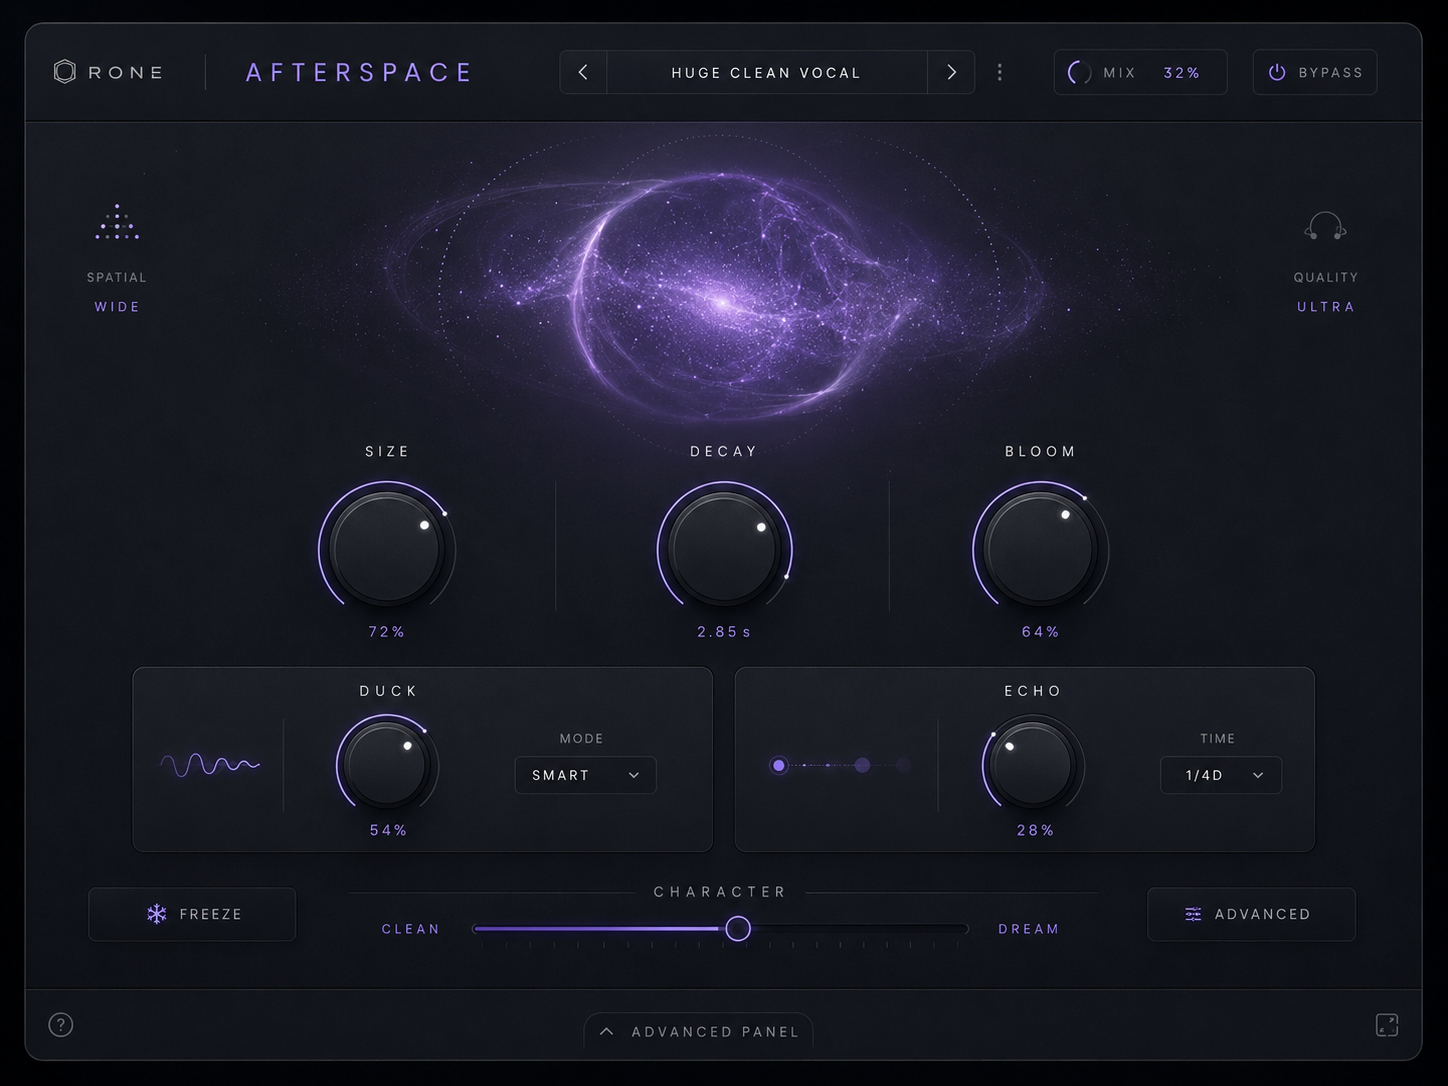 RONE
AFTERSPACE
HUGE CLEAN VOCAL
MIX 32%
BYPASS
SPATIAL
WIDE
QUALITY
ULTRA
SIZE
72%
DECAY
2.85 s
BLOOM
64%
DUCK
MODE
SMART
54%
ECHO
TIME
1/4D
28%
FREEZE
CHARACTER
CLEAN
DREAM
ADVANCED
?
ADVANCED PANEL